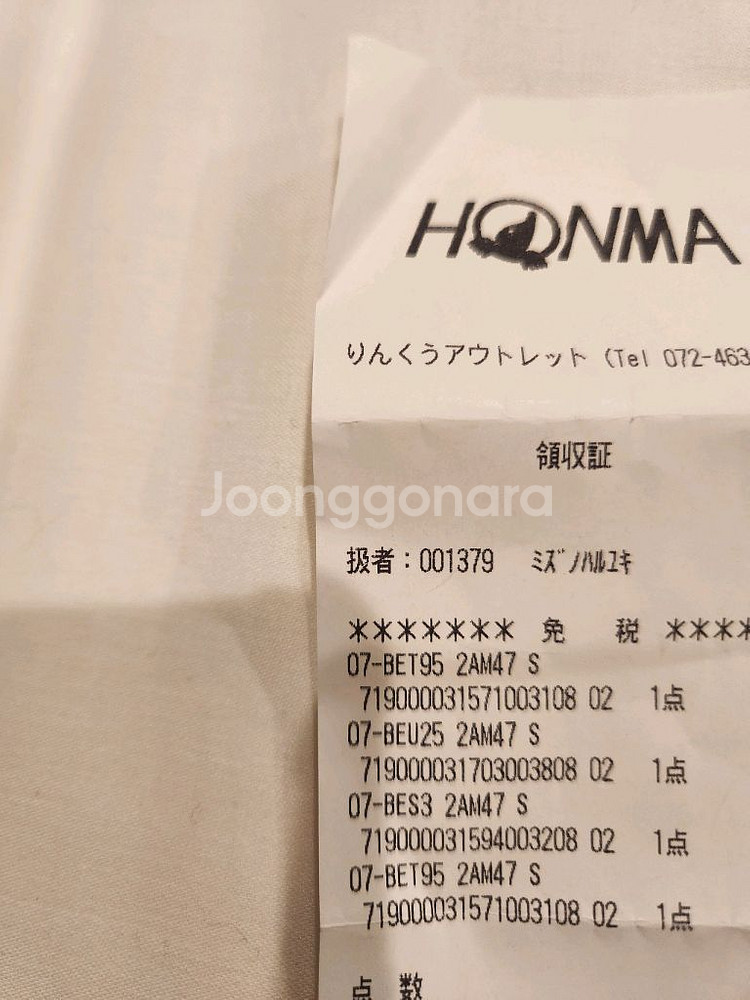 HONMA
りんくうアウトレット (Tel 072-463
領収証
Joonggonara
扱者:001379 ミズノハルユキ
******* 免 税 ****
07-BET95 2AM47 S
719000031571003108 02 1点
07-BEU25 2AM47 S
719000031703003808 02 1点
07-BES3 2AM47 S
719000031594003208 02 1点
07-BET95 2AM47 S
719000031571003108 02 1点
点 数